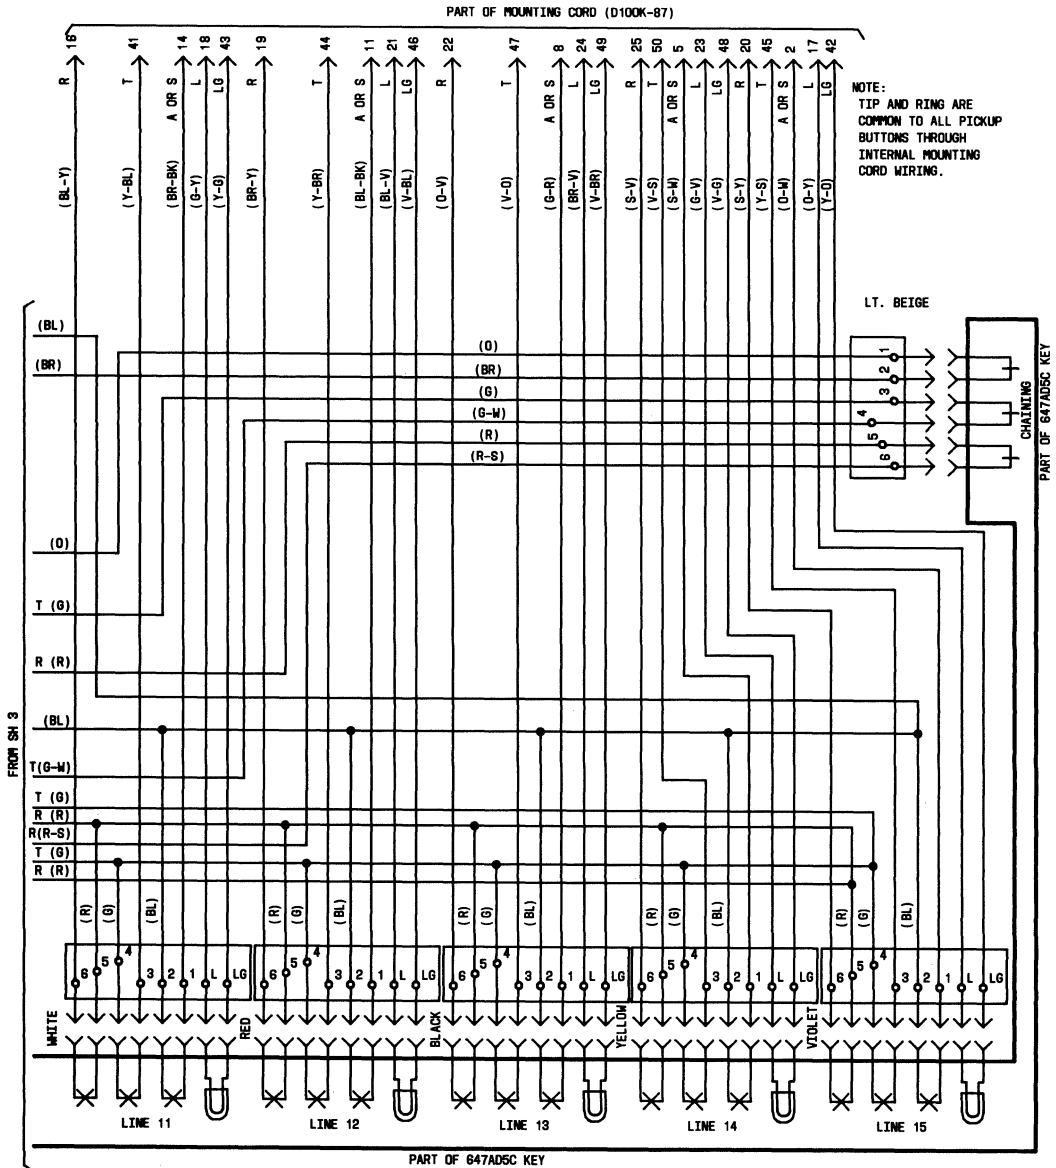 PART OF MOUNTING CORD (D100K-87)
16 41 14 18 43 19 44 11 21 46 22 47 8 24 49 25 50 5 23 48 20 45 2 17 42
R T A OR S L LG R T A OR S L LG R T A OR S L LG R T A OR S L LG R T A OR S L LG
(BL-Y) (Y-BL) (BR-BK) (G-Y) (Y-G) (BR-Y) (Y-BR) (BL-BK) (BL-V) (V-BL) (O-V) (V-O) (G-R) (BR-V) (V-BR) (S-V) (V-S) (S-W) (G-V) (V-G) (S-Y) (Y-S) (O-W) (O-Y) (Y-O)
NOTE:
TIP AND RING ARE
COMMON TO ALL PICKUP
BUTTONS THROUGH
INTERNAL MOUNTING
CORD WIRING.
LT. BEIGE
(BL)
(BR)
(O)
(BR)
(G)
(G-W)
(R)
(R-S)
1
2
3
4
5
6
CHAINING
PART OF 647AD5C KEY
(O)
T (G)
R (R)
(BL)
T(G-W)
T (G)
R (R)
R(R-S)
T (G)
R (R)
FROM SH 3
(R) (G) (BL) (R) (G) (BL) (R) (G) (BL) (R) (G) (BL) (R) (G) (BL)
6 5 4 3 2 1 L LG 6 5 4 3 2 1 L LG 6 5 4 3 2 1 L LG 6 5 4 3 2 1 L LG 6 5 4 3 2 1 L LG
WHITE RED BLACK YELLOW VIOLET
LINE 11 LINE 12 LINE 13 LINE 14 LINE 15
PART OF 647AD5C KEY